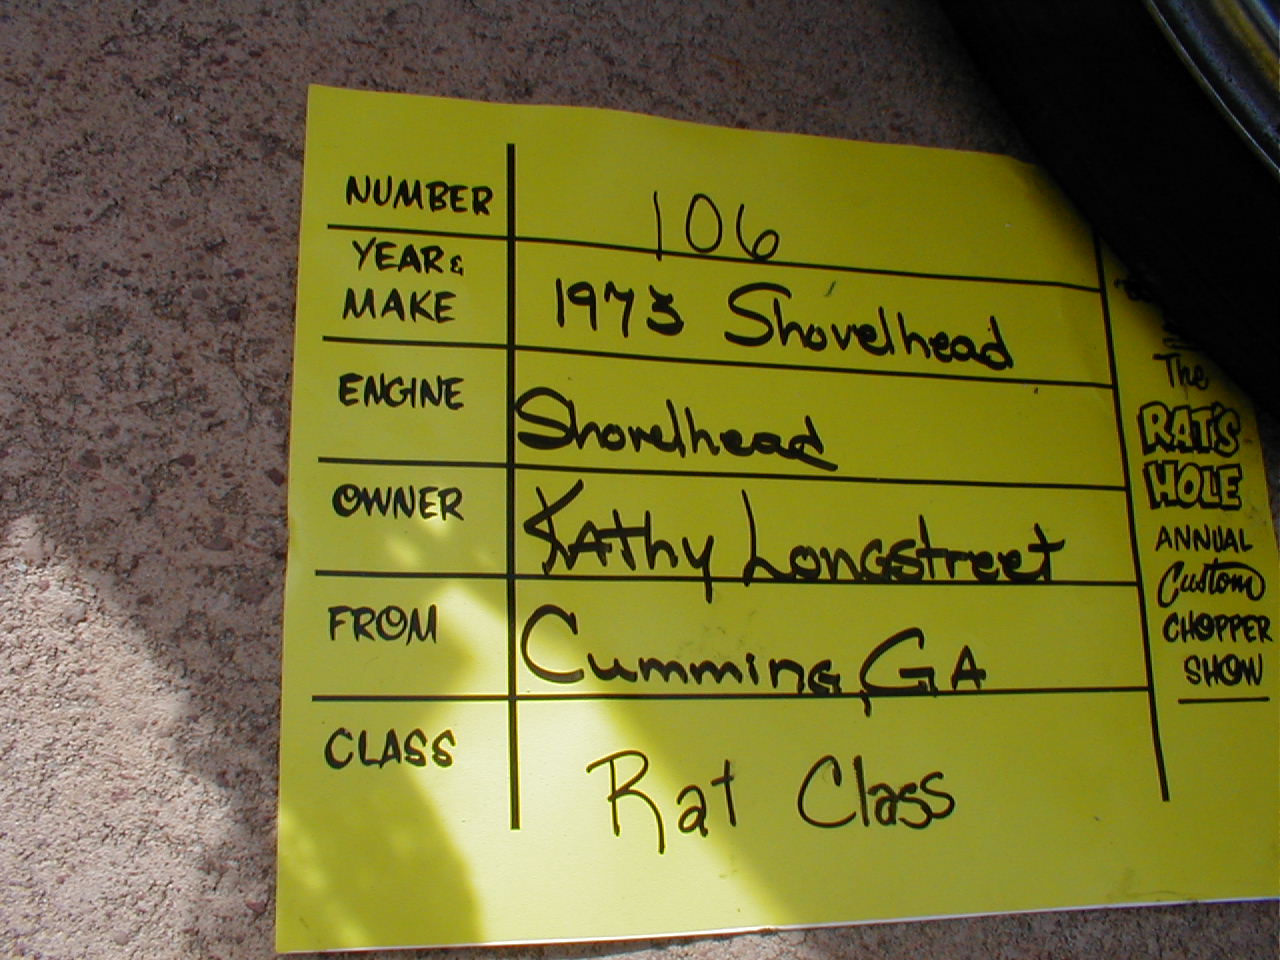 NUMBER 106
YEAR & MAKE 1973 Shovelhead
ENGINE Shovelhead
OWNER KAthy Longstreet
FROM Cumming, GA
CLASS Rat Class
The
RAT'S
HOLE
ANNUAL
Custom
CHOPPER
SHOW